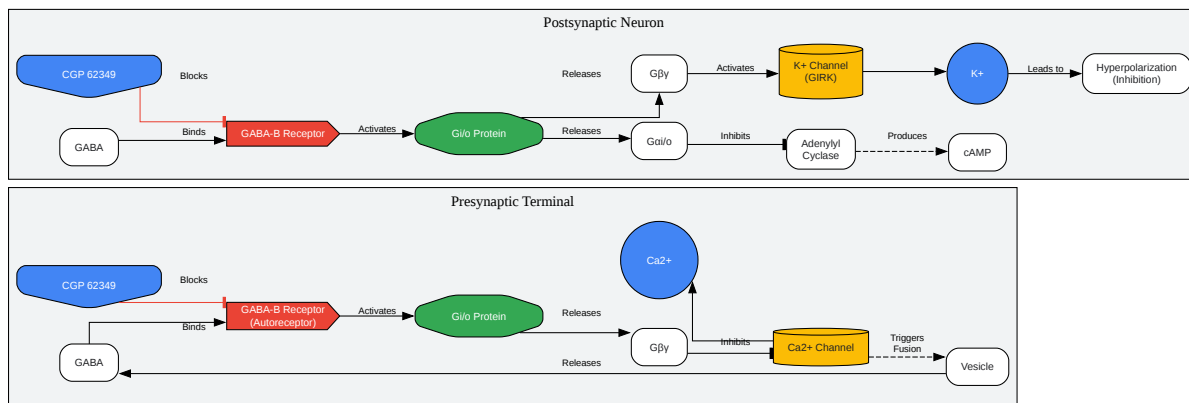 Postsynaptic Neuron
CGP 62349
Blocks
GABA
Binds
GABA-B Receptor
Activates
Gi/o Protein
Releases
Releases
Gβγ
Gαi/o
Activates
Inhibits
K+ Channel
(GIRK)
Adenylyl
Cyclase
Produces
K+
cAMP
Leads to
Hyperpolarization
(Inhibition)
Presynaptic Terminal
CGP 62349
Blocks
GABA
Binds
GABA-B Receptor
(Autoreceptor)
Activates
Gi/o Protein
Releases
Releases
Ca2+
Gβγ
Inhibits
Ca2+ Channel
Triggers
Fusion
Vesicle